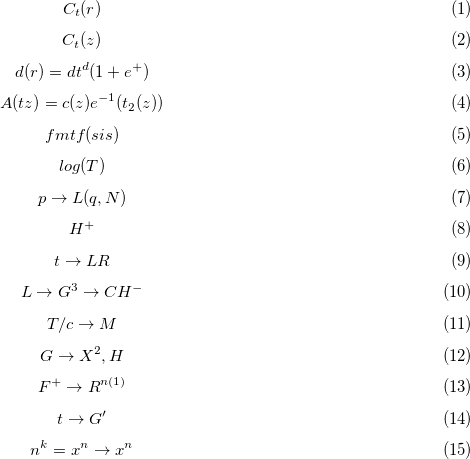 C_t(r) (1)
C_t(z) (2)
d(r) = dt^d(1 + e^+) (3)
A(tz) = c(z)e^{-1}(t_2(z)) (4)
fmtf(sis) (5)
log(T) (6)
p → L(q, N) (7)
H^+ (8)
t → LR (9)
L → G^3 → CH^- (10)
T/c → M (11)
G → X^2, H (12)
F^+ → R^{n(1)} (13)
t → G′ (14)
n^k = x^n → x^n (15)